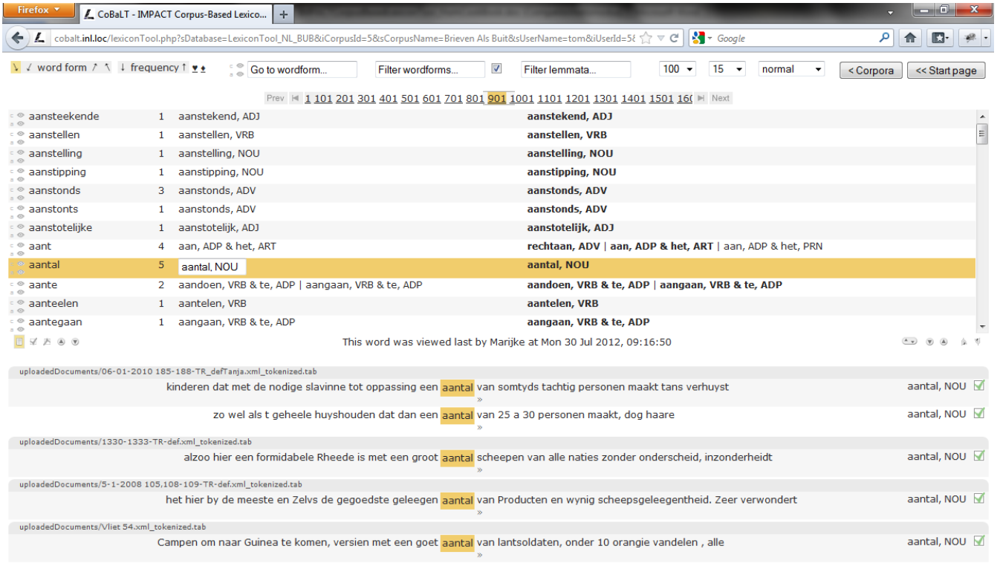 Firefox
CoBaLT - IMPACT Corpus-Based Lexico...
cobalt.inl.loc/lexiconTool.php?sDatabase=LexiconTool_NL_BUB&iCorpusId=5&sCorpusName=Brieven Als Buit&sUserName=tom&iUserId=58 Google
word form frequency Go to wordform... Filter wordforms... Filter lemmata... 100 15 normal < Corpora << Start page
Prev 1 101 201 301 401 501 601 701 801 901 1001 1101 1201 1301 1401 1501 160 Next
aansteekende 1 aanstekend, ADJ aanstekend, ADJ
aanstellen 1 aanstellen, VRB aanstellen, VRB
aanstelling 1 aanstelling, NOU aanstelling, NOU
aanstipping 1 aanstipping, NOU aanstipping, NOU
aanstonds 3 aanstonds, ADV aanstonds, ADV
aanstonts 1 aanstonds, ADV aanstonds, ADV
aanstotelijke 1 aanstotelijk, ADJ aanstotelijk, ADJ
aant 4 aan, ADP & het, ART rechtaan, ADV | aan, ADP & het, ART | aan, ADP & het, PRN
aantal 5 aantal, NOU aantal, NOU
aante 2 aandoen, VRB & te, ADP | aangaan, VRB & te, ADP aandoen, VRB & te, ADP | aangaan, VRB & te, ADP
aanteelen 1 aantelen, VRB aantelen, VRB
aantegaan 1 aangaan, VRB & te, ADP aangaan, VRB & te, ADP
This word was viewed last by Marijke at Mon 30 Jul 2012, 09:16:50
uploadedDocuments/06-01-2010 185-188-TR_defTanja.xml_tokenized.tab
kinderen dat met de nodige slavinne tot oppassing een aantal van somtyds tachtig personen maakt tans verhuyst aantal, NOU
»
zo wel als t geheele huyshouden dat dan een aantal van 25 a 30 personen maakt, dog haare aantal, NOU
»
uploadedDocuments/1330-1333-TR-def.xml_tokenized.tab
alzoo hier een formidabele Rheede is met een groot aantal scheepen van alle naties zonder onderscheid, inzonderheidt aantal, NOU
»
uploadedDocuments/5-1-2008 105,108-109-TR-def.xml_tokenized.tab
het hier by de meeste en Zelvs de gegoedste geleegen aantal van Producten en wynig scheepsgeleegentheid. Zeer verwondert aantal, NOU
»
uploadedDocuments/Vliet 54.xml_tokenized.tab
Campen om naar Guinea te komen, versien met een goet aantal van lantsoldaten, onder 10 orangie vandelen , alle aantal, NOU
»